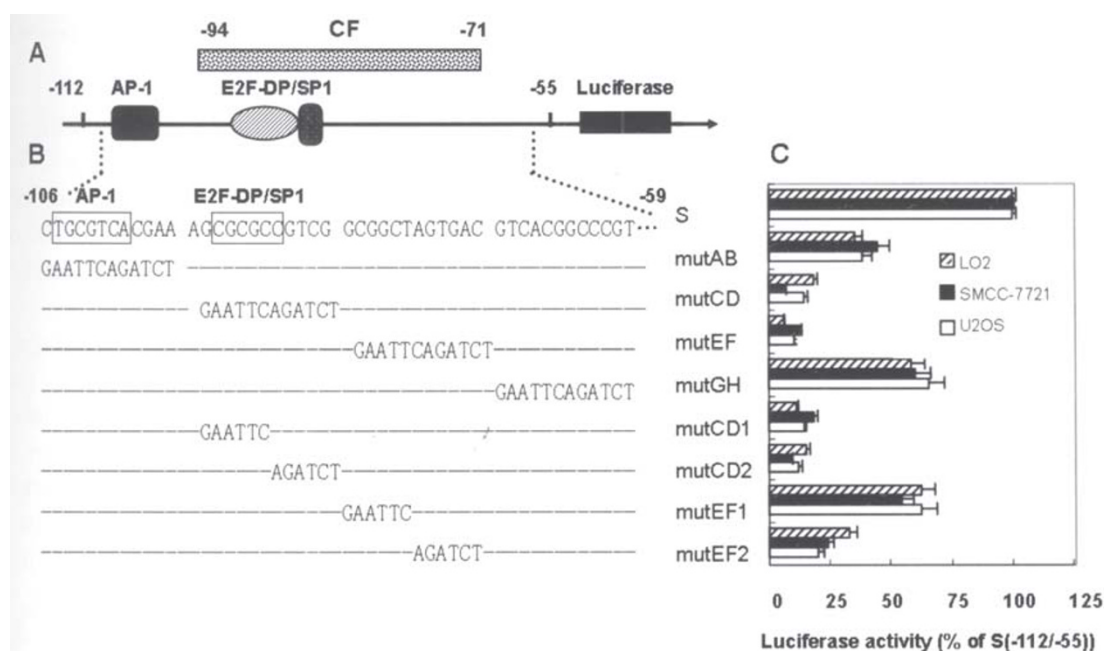 -94 CF -71
A
-112 AP-1 E2F-DP/SP1 -55 Luciferase
B
C
-106 AP-1 E2F-DP/SP1 -59
CTGCGTCACGAA AGCGCGCCGTCG GCGGCTAGTGAC GTCACGGCCCGT
S
GAATTCAGATCT mutAB
GAATTCAGATCT mutCD
GAATTCAGATCT mutEF
GAATTCAGATCT mutGH
GAATTC mutCD1
AGATCT mutCD2
GAATTC mutEF1
AGATCT mutEF2
LO2
SMCC-7721
U2OS
0 25 50 75 100 125
Luciferase activity (% of S(-112/-55))